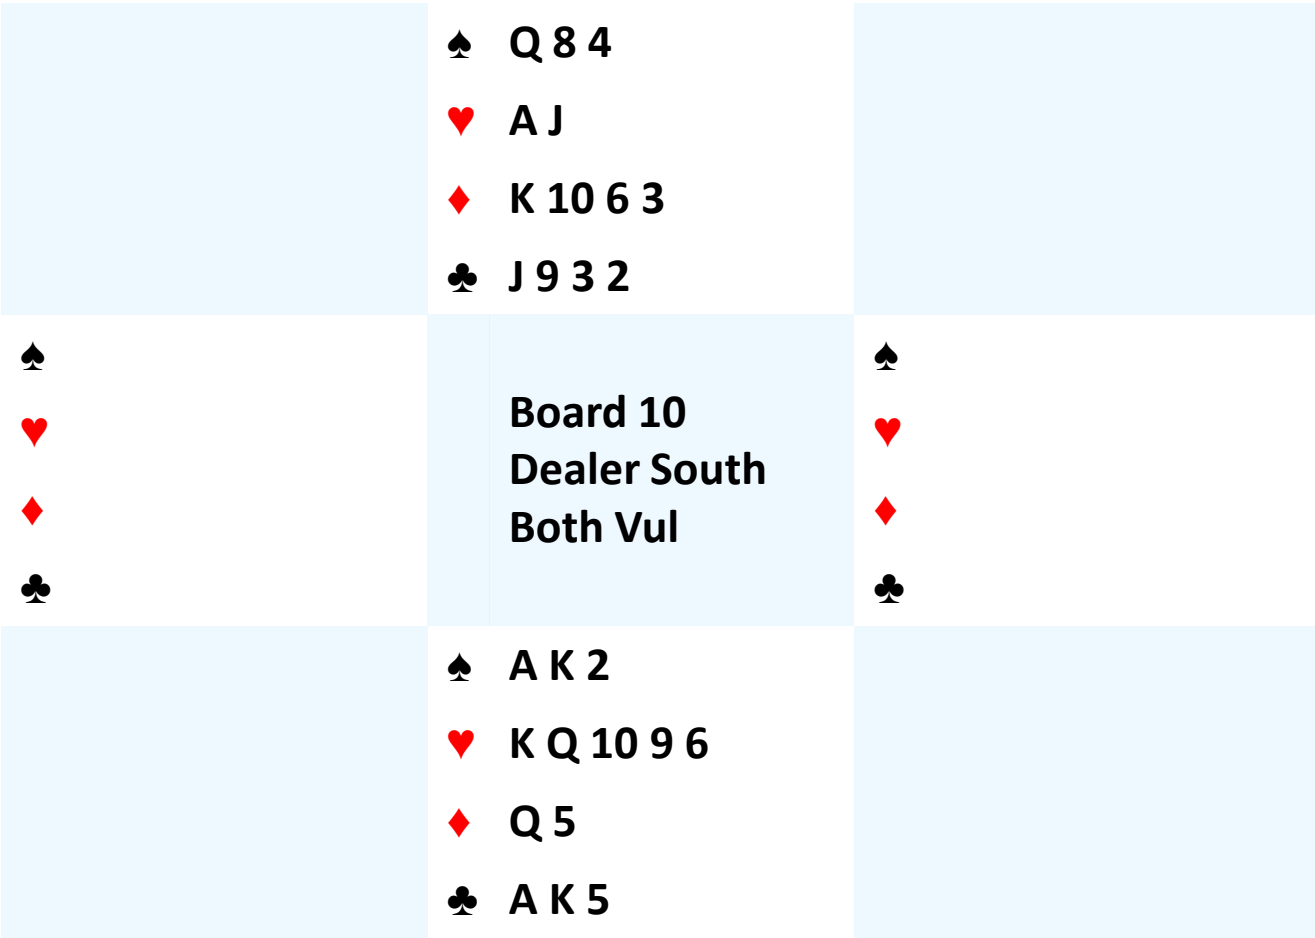 ♠ Q 8 4
♥ A J
♦ K 10 6 3
♣ J 9 3 2
♠ ♠
♥ ♥
♦ ♦
♣ ♣
Board 10
Dealer South
Both Vul
♠ A K 2
♥ K Q 10 9 6
♦ Q 5
♣ A K 5